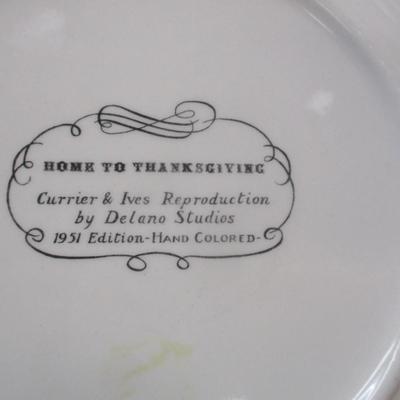 HOME TO THANKSGIVING
Currier & Ives Reproduction
by Delano Studios
1951 Edition-HAND COLORED-